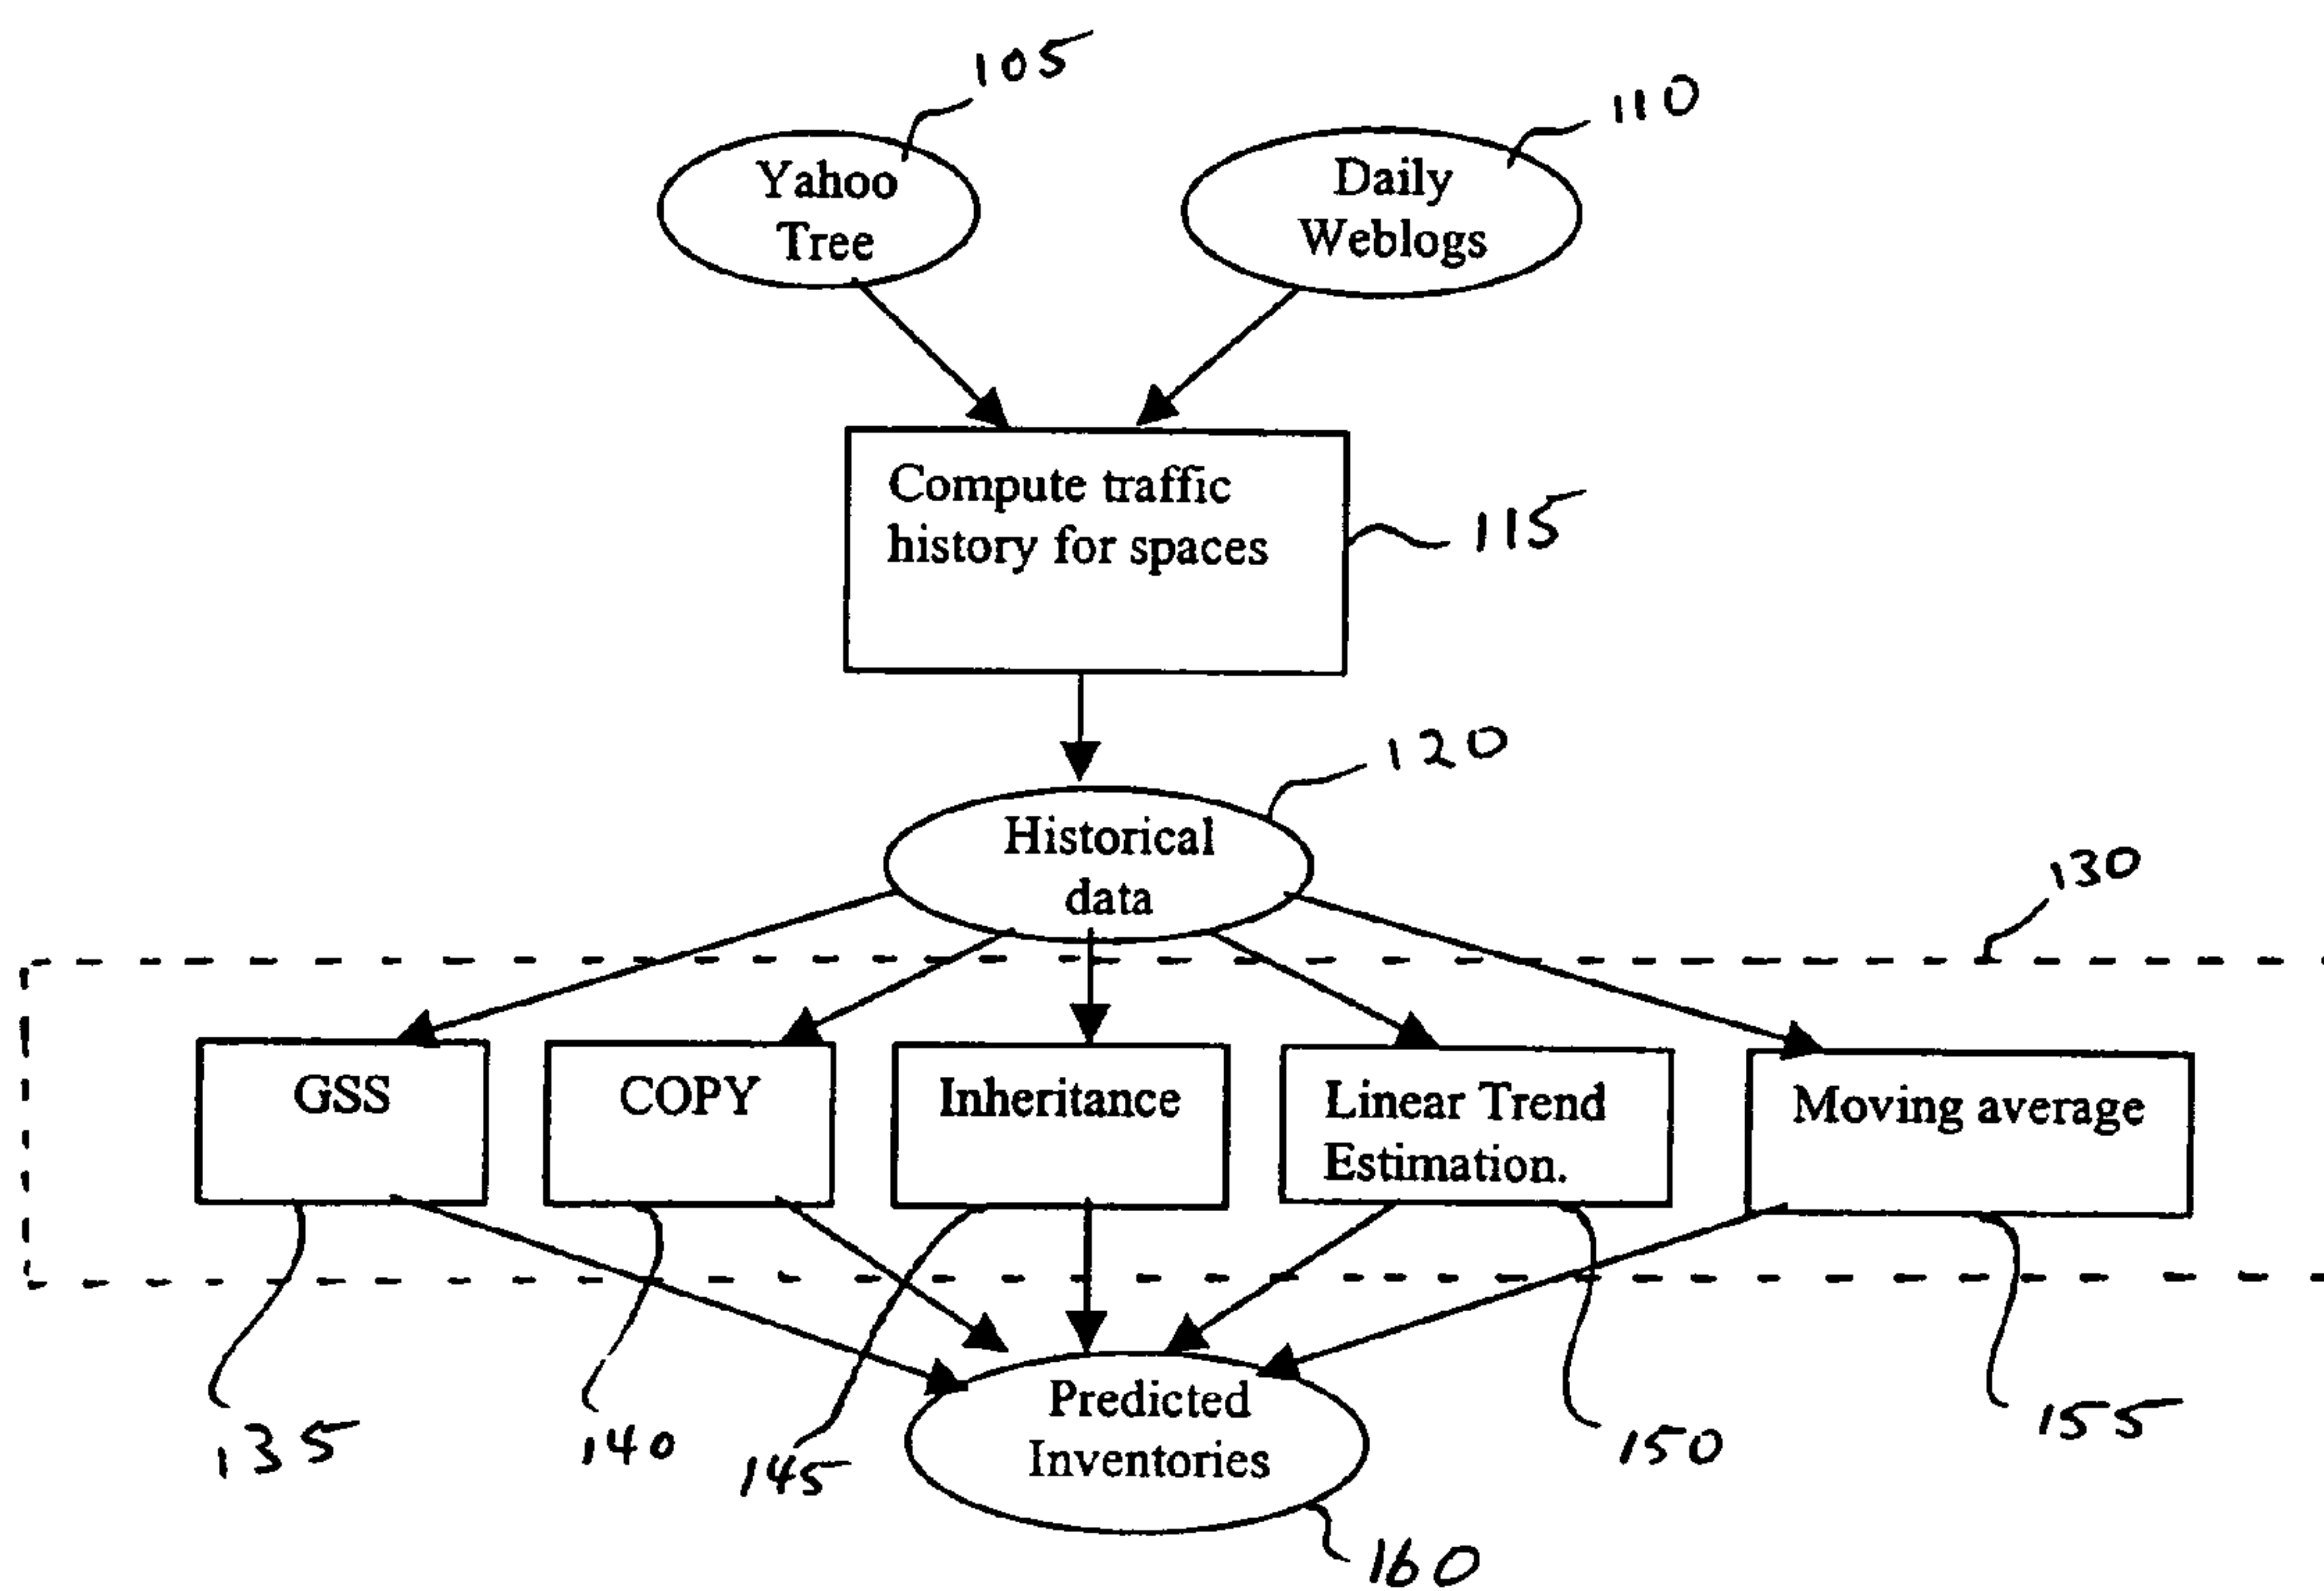 105
110
Yahoo
Tree
Daily
Weblogs
Compute traffic
history for spaces
115
120
Historical
data
130
GSS
COPY
Inheritance
Linear Trend
Estimation.
Moving average
135
140
145
Predicted
Inventories
150
155
160